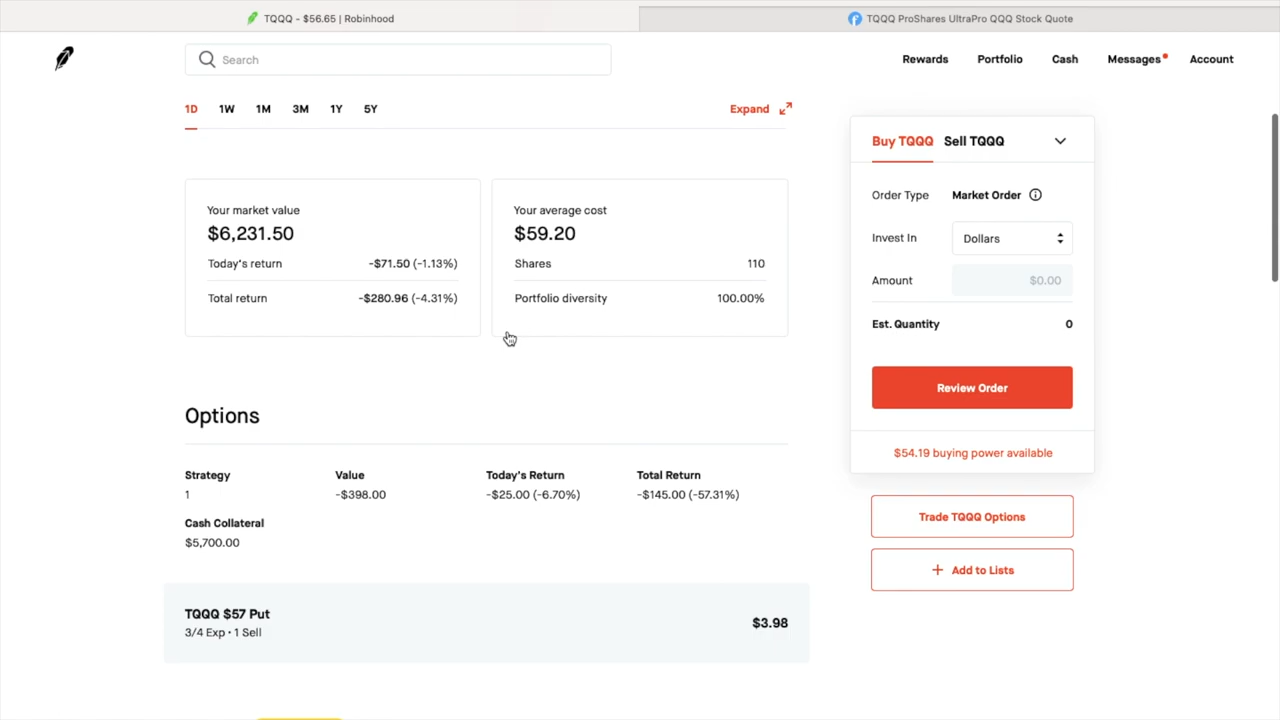 TQQQ - $56.65 | Robinhood
TQQQ ProShares UltraPro QQQ Stock Quote
Search
Rewards Portfolio Cash Messages Account
1D 1W 1M 3M 1Y 5Y
Expand
Your market value
$6,231.50
Today's return -$71.50 (-1.13%)
Total return -$280.96 (-4.31%)
Your average cost
$59.20
Shares 110
Portfolio diversity 100.00%
Buy TQQQ Sell TQQQ
Order Type Market Order
Invest In Dollars
Amount $0.00
Est. Quantity 0
Review Order
$54.19 buying power available
Trade TQQQ Options
+ Add to Lists
Options
Strategy Value Today's Return Total Return
1 -$398.00 -$25.00 (-6.70%) -$145.00 (-57.31%)
Cash Collateral
$5,700.00
TQQQ $57 Put
3/4 Exp • 1 Sell
$3.98